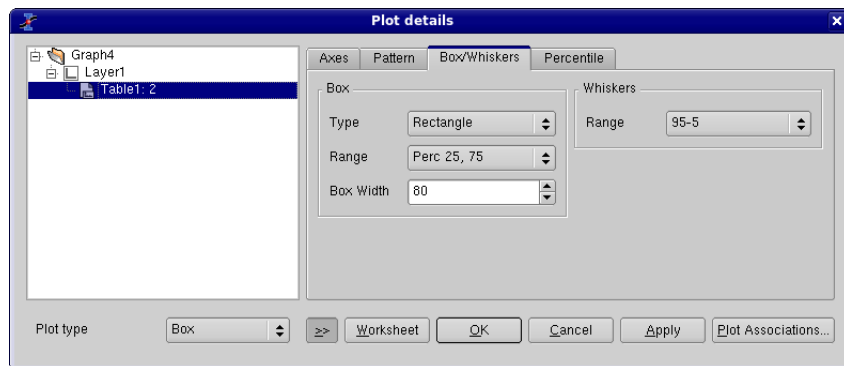 Plot details
Graph4
Layer1
Table1: 2
Axes Pattern Box/Whiskers Percentile
Box
Type Rectangle
Range Perc 25, 75
Box Width 80
Whiskers
Range 95-5
Plot type Box >> Worksheet OK Cancel Apply Plot Associations...